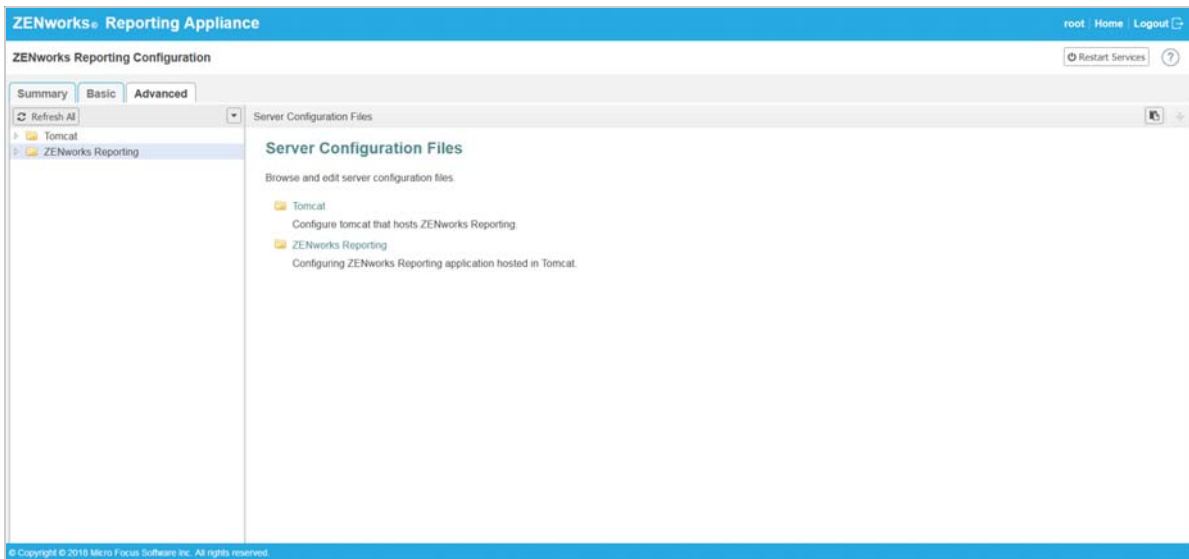 ZENworks® Reporting Appliance
root Home Logout
ZENworks Reporting Configuration
Restart Services ?
Summary Basic Advanced
Refresh All
Server Configuration Files
Tomcat
ZENworks Reporting
Server Configuration Files
Browse and edit server configuration files.
Tomcat
Configure tomcat that hosts ZENworks Reporting.
ZENworks Reporting
Configuring ZENworks Reporting application hosted in Tomcat.
© Copyright © 2018 Micro Focus Software Inc. All rights reserved.